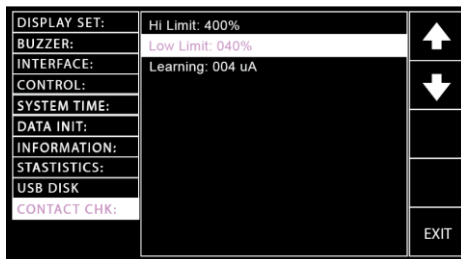 DISPLAY SET:
BUZZER:
INTERFACE:
CONTROL:
SYSTEM TIME:
DATA INIT:
INFORMATION:
STASTISTICS:
USB DISK
CONTACT CHK:
Hi Limit: 400%
Low Limit: 040%
Learning: 004 uA
EXIT